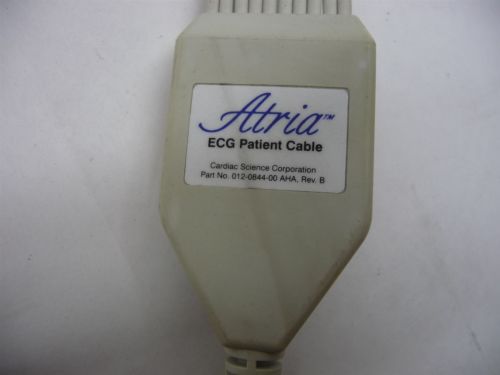 Atria™
ECG Patient Cable
Cardiac Science Corporation
Part No. 012-0844-00 AHA, Rev. B